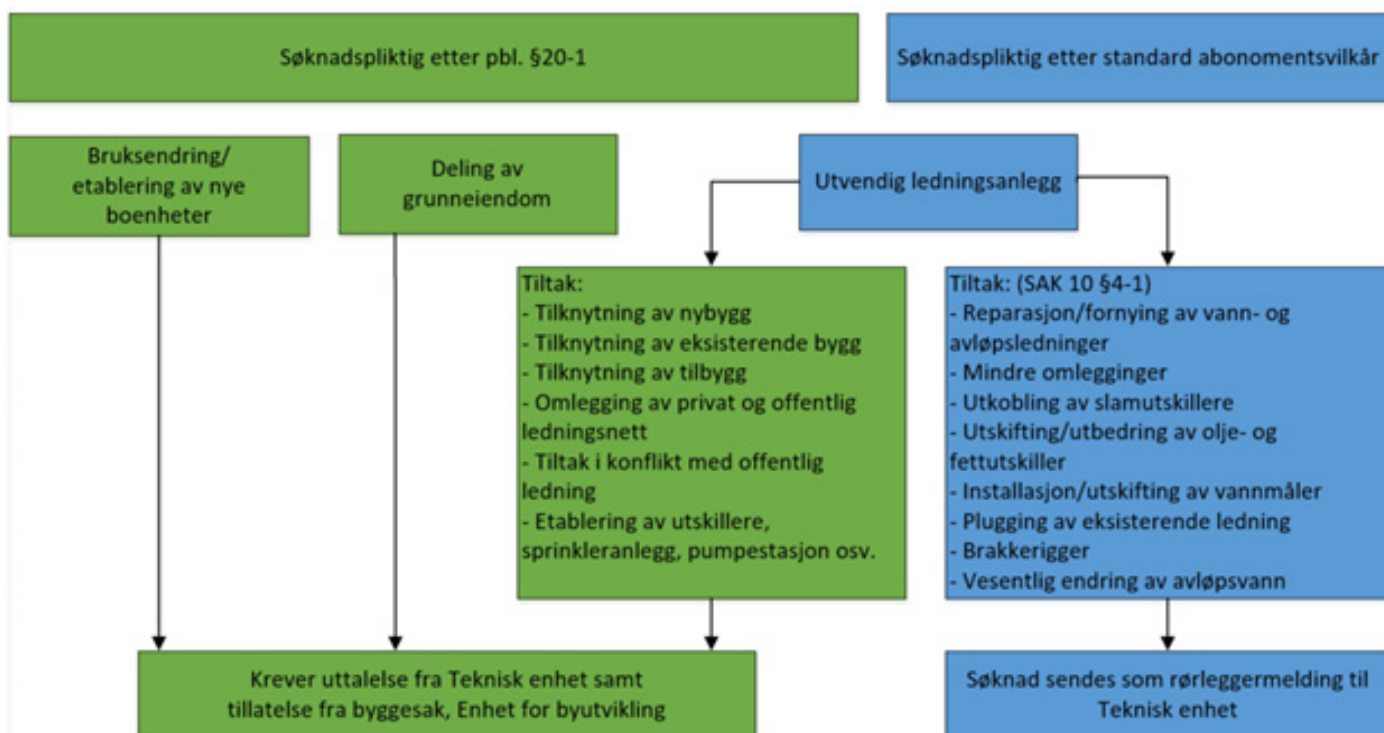 Søknadspliktig etter pbl. §20-1
Søknadspliktig etter standard abonomentsvilkår
Bruksendring/
etablering av nye
boenheter
Deling av
grunneiendom
Utvendig ledningsanlegg
Tiltak:
- Tilknytning av nybygg
- Tilknytning av eksisterende bygg
- Tilknytning av tilbygg
- Omlegging av privat og offentlig
ledningsnett
- Tiltak i konflikt med offentlig
ledning
- Etablering av utskillere,
sprinkleranlegg, pumpestasjon osv.
Tiltak: (SAK 10 §4-1)
- Reparasjon/fornying av vann- og
avløpsledninger
- Mindre omlegginger
- Utkobling av slamutskillere
- Utskifting/utbedring av olje- og
fettutskiller
- Installasjon/utskifting av vannmåler
- Plugging av eksisterende ledning
- Brakkerigger
- Vesentlig endring av avløpsvann
Krever uttalelse fra Teknisk enhet samt
tillatelse fra byggesak, Enhet for byutvikling
Søknad sendes som rørleggermelding til
Teknisk enhet